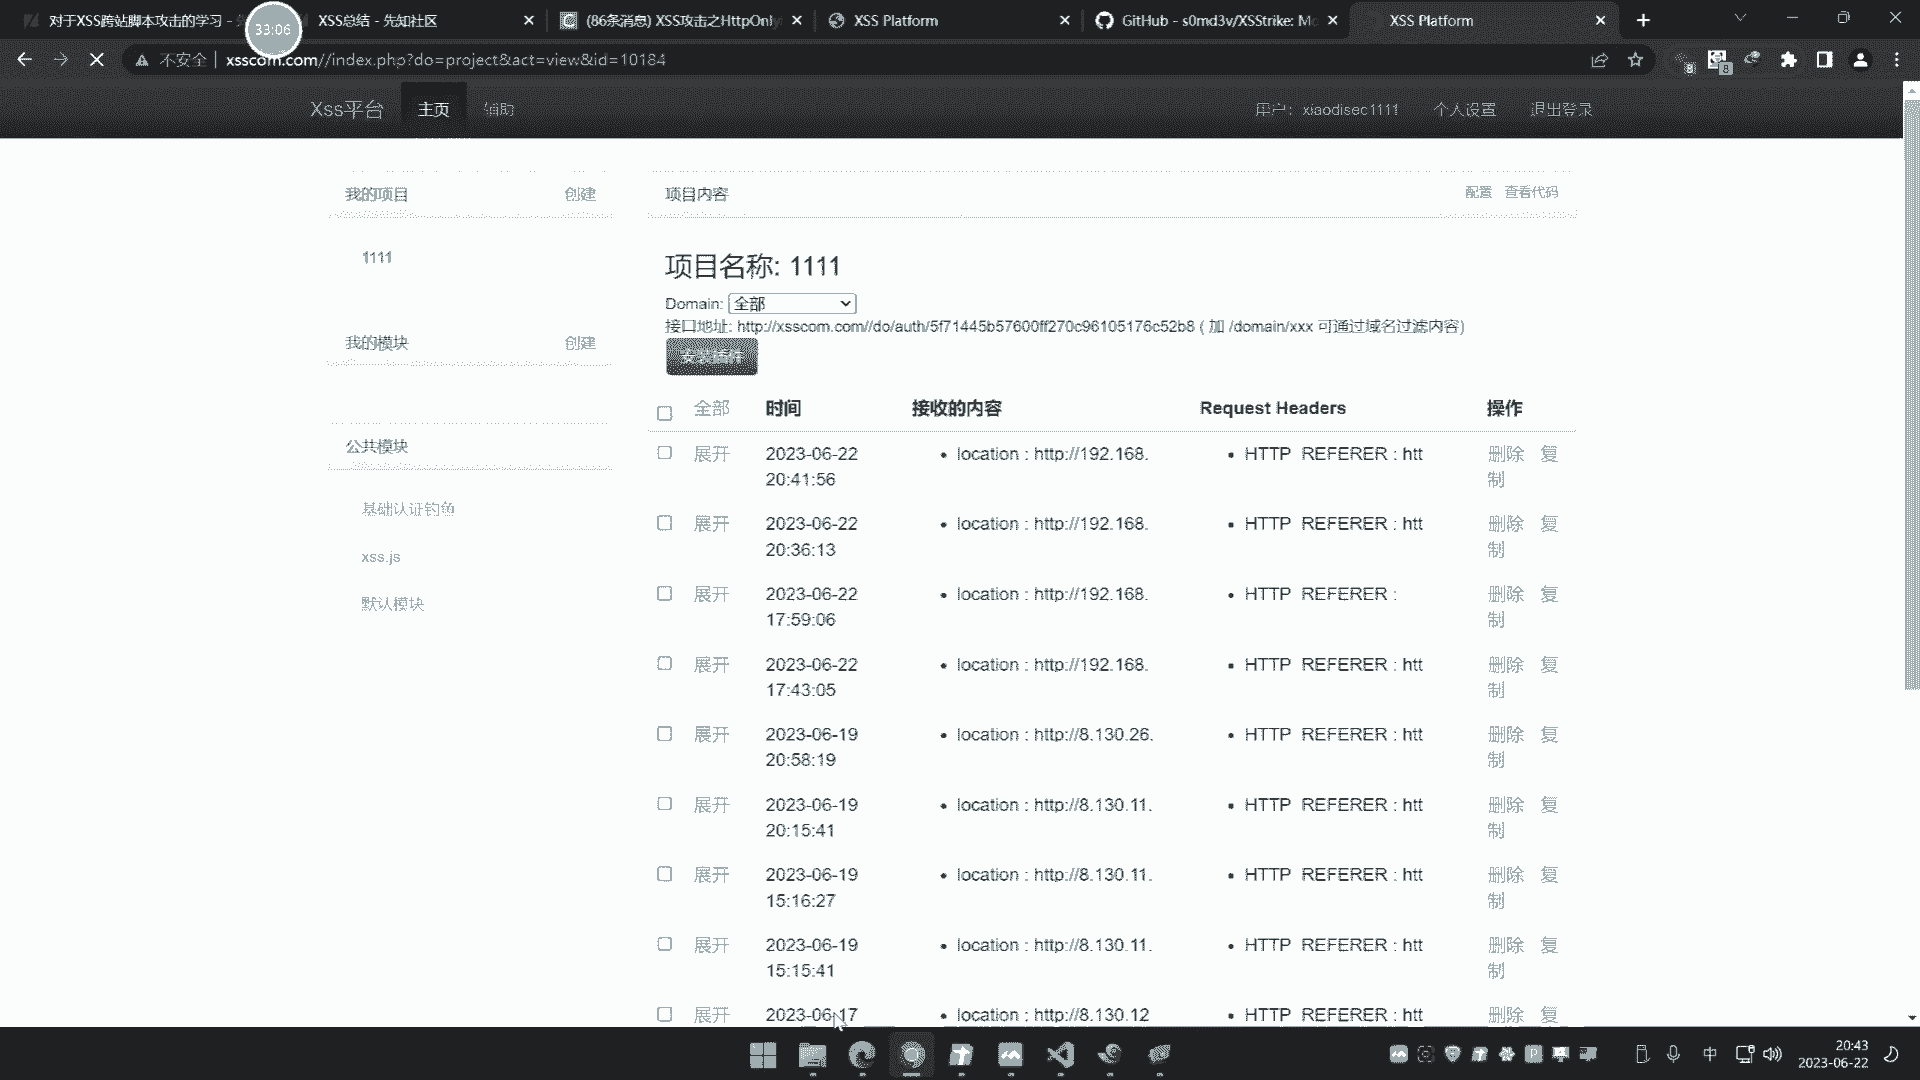 对于XSS跨站脚本攻击的学习 -
XSS总结 - 先知社区
(86条消息) XSS攻击之HttpOnly
XSS Platform
GitHub - s0md3v/XSStrike: Mo
XSS Platform
33:06
不安全 | xsscom.com//index.php?do=project&act=view&id=10184
Xss平台
主页
辅助
用户: xiaodisec1111
个人设置
退出登录
我的项目
创建
1111
我的模块
创建
公共模块
基础认证钓鱼
xss.js
默认模块
项目内容
配置 查看代码
项目名称: 1111
Domain: 全部
接口地址: http://xsscom.com//do/auth/5f71445b57600ff270c96105176c52b8 ( 加 /domain/xxx 可通过域名过滤内容)
安装插件
全部 时间 接收的内容 Request Headers 操作
展开 2023-06-22 • location : http://192.168. • HTTP_REFERER : htt 删除 复
20:41:56 制
展开 2023-06-22 • location : http://192.168. • HTTP_REFERER : htt 删除 复
20:36:13 制
展开 2023-06-22 • location : http://192.168. • HTTP_REFERER : 删除 复
17:59:06 制
展开 2023-06-22 • location : http://192.168. • HTTP_REFERER : htt 删除 复
17:43:05 制
展开 2023-06-19 • location : http://8.130.26. • HTTP_REFERER : htt 删除 复
20:58:19 制
展开 2023-06-19 • location : http://8.130.11. • HTTP_REFERER : htt 删除 复
20:15:41 制
展开 2023-06-19 • location : http://8.130.11. • HTTP_REFERER : htt 删除 复
15:16:27 制
展开 2023-06-19 • location : http://8.130.11. • HTTP_REFERER : htt 删除 复
15:15:41 制
展开 2023-06-17 • location : http://8.130.12 • HTTP_REFERER : htt 删除 复
中
20:43
2023-06-22